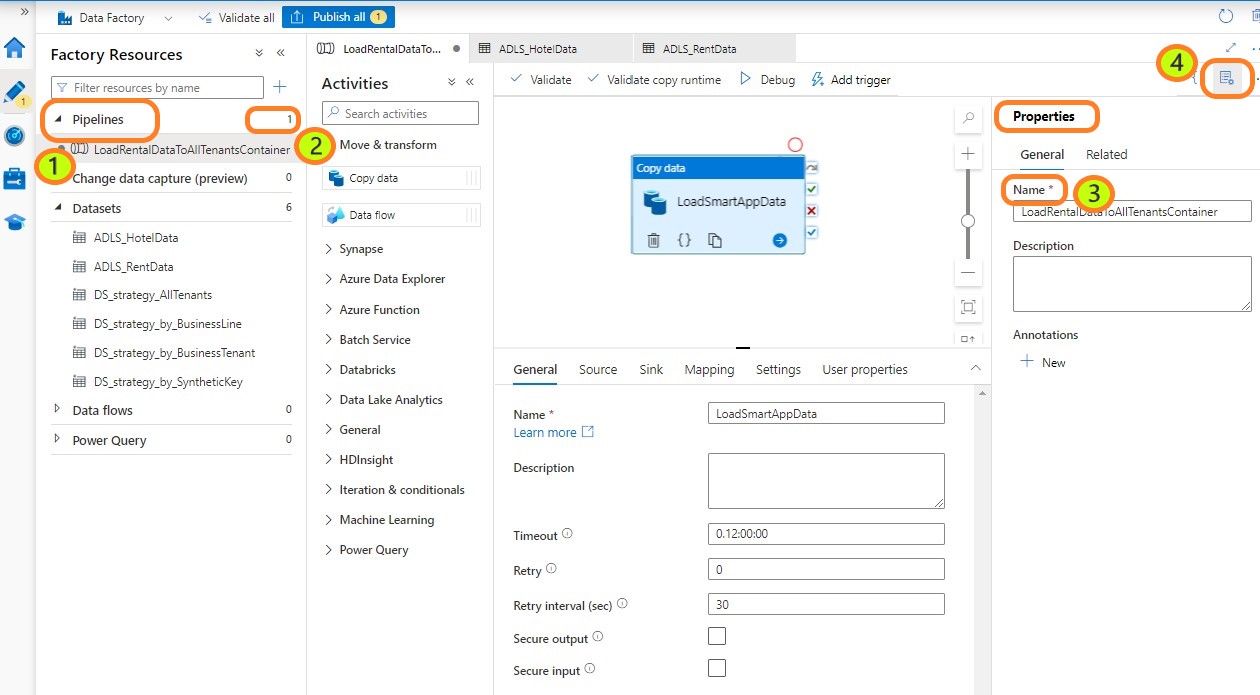 Data Factory
Validate all
Publish all 1
Factory Resources
Filter resources by name
Pipelines 1
LoadRentalDataToAllTenantsContainer
Change data capture (preview) 0
Datasets 6
ADLS_HotelData
ADLS_RentData
DS_strategy_AllTenants
DS_strategy_by_BusinessLine
DS_strategy_by_BusinessTenant
DS_strategy_by_SyntheticKey
Data flows 0
Power Query 0
1
1
2
LoadRentalDataTo...
ADLS_HotelData
ADLS_RentData
Activities
Search activities
Move & transform
Copy data
Data flow
Synapse
Azure Data Explorer
Azure Function
Batch Service
Databricks
Data Lake Analytics
General
HDInsight
Iteration & conditionals
Machine Learning
Power Query
Validate
Validate copy runtime
Debug
Add trigger
4
Copy data
LoadSmartAppData
{}
General
Source
Sink
Mapping
Settings
User properties
Name *
LoadSmartAppData
Learn more
Description
Timeout
0.12:00:00
Retry
0
Retry interval (sec)
30
Secure output
Secure input
Properties
General
Related
Name *
3
LoadRentalDataToAllTenantsContainer
Description
Annotations
New